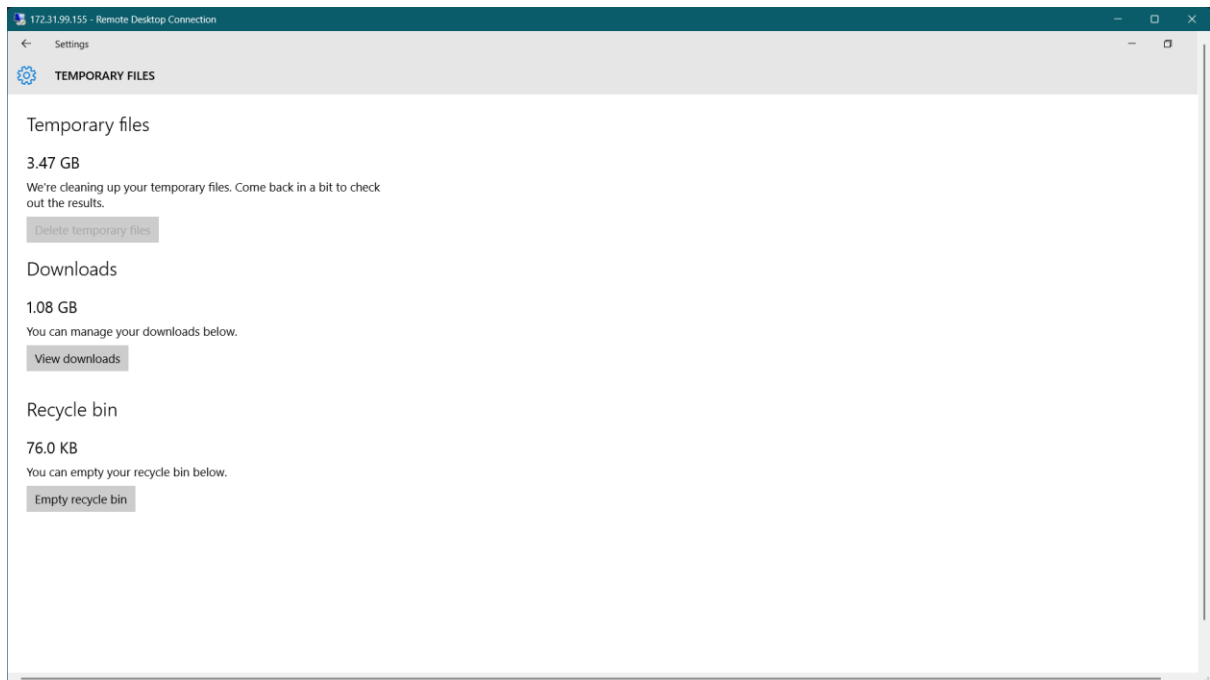 172.31.99.155 - Remote Desktop Connection
Settings
TEMPORARY FILES
Temporary files
3.47 GB
We're cleaning up your temporary files. Come back in a bit to check
out the results.
Delete temporary files
Downloads
1.08 GB
You can manage your downloads below.
View downloads
Recycle bin
76.0 KB
You can empty your recycle bin below.
Empty recycle bin